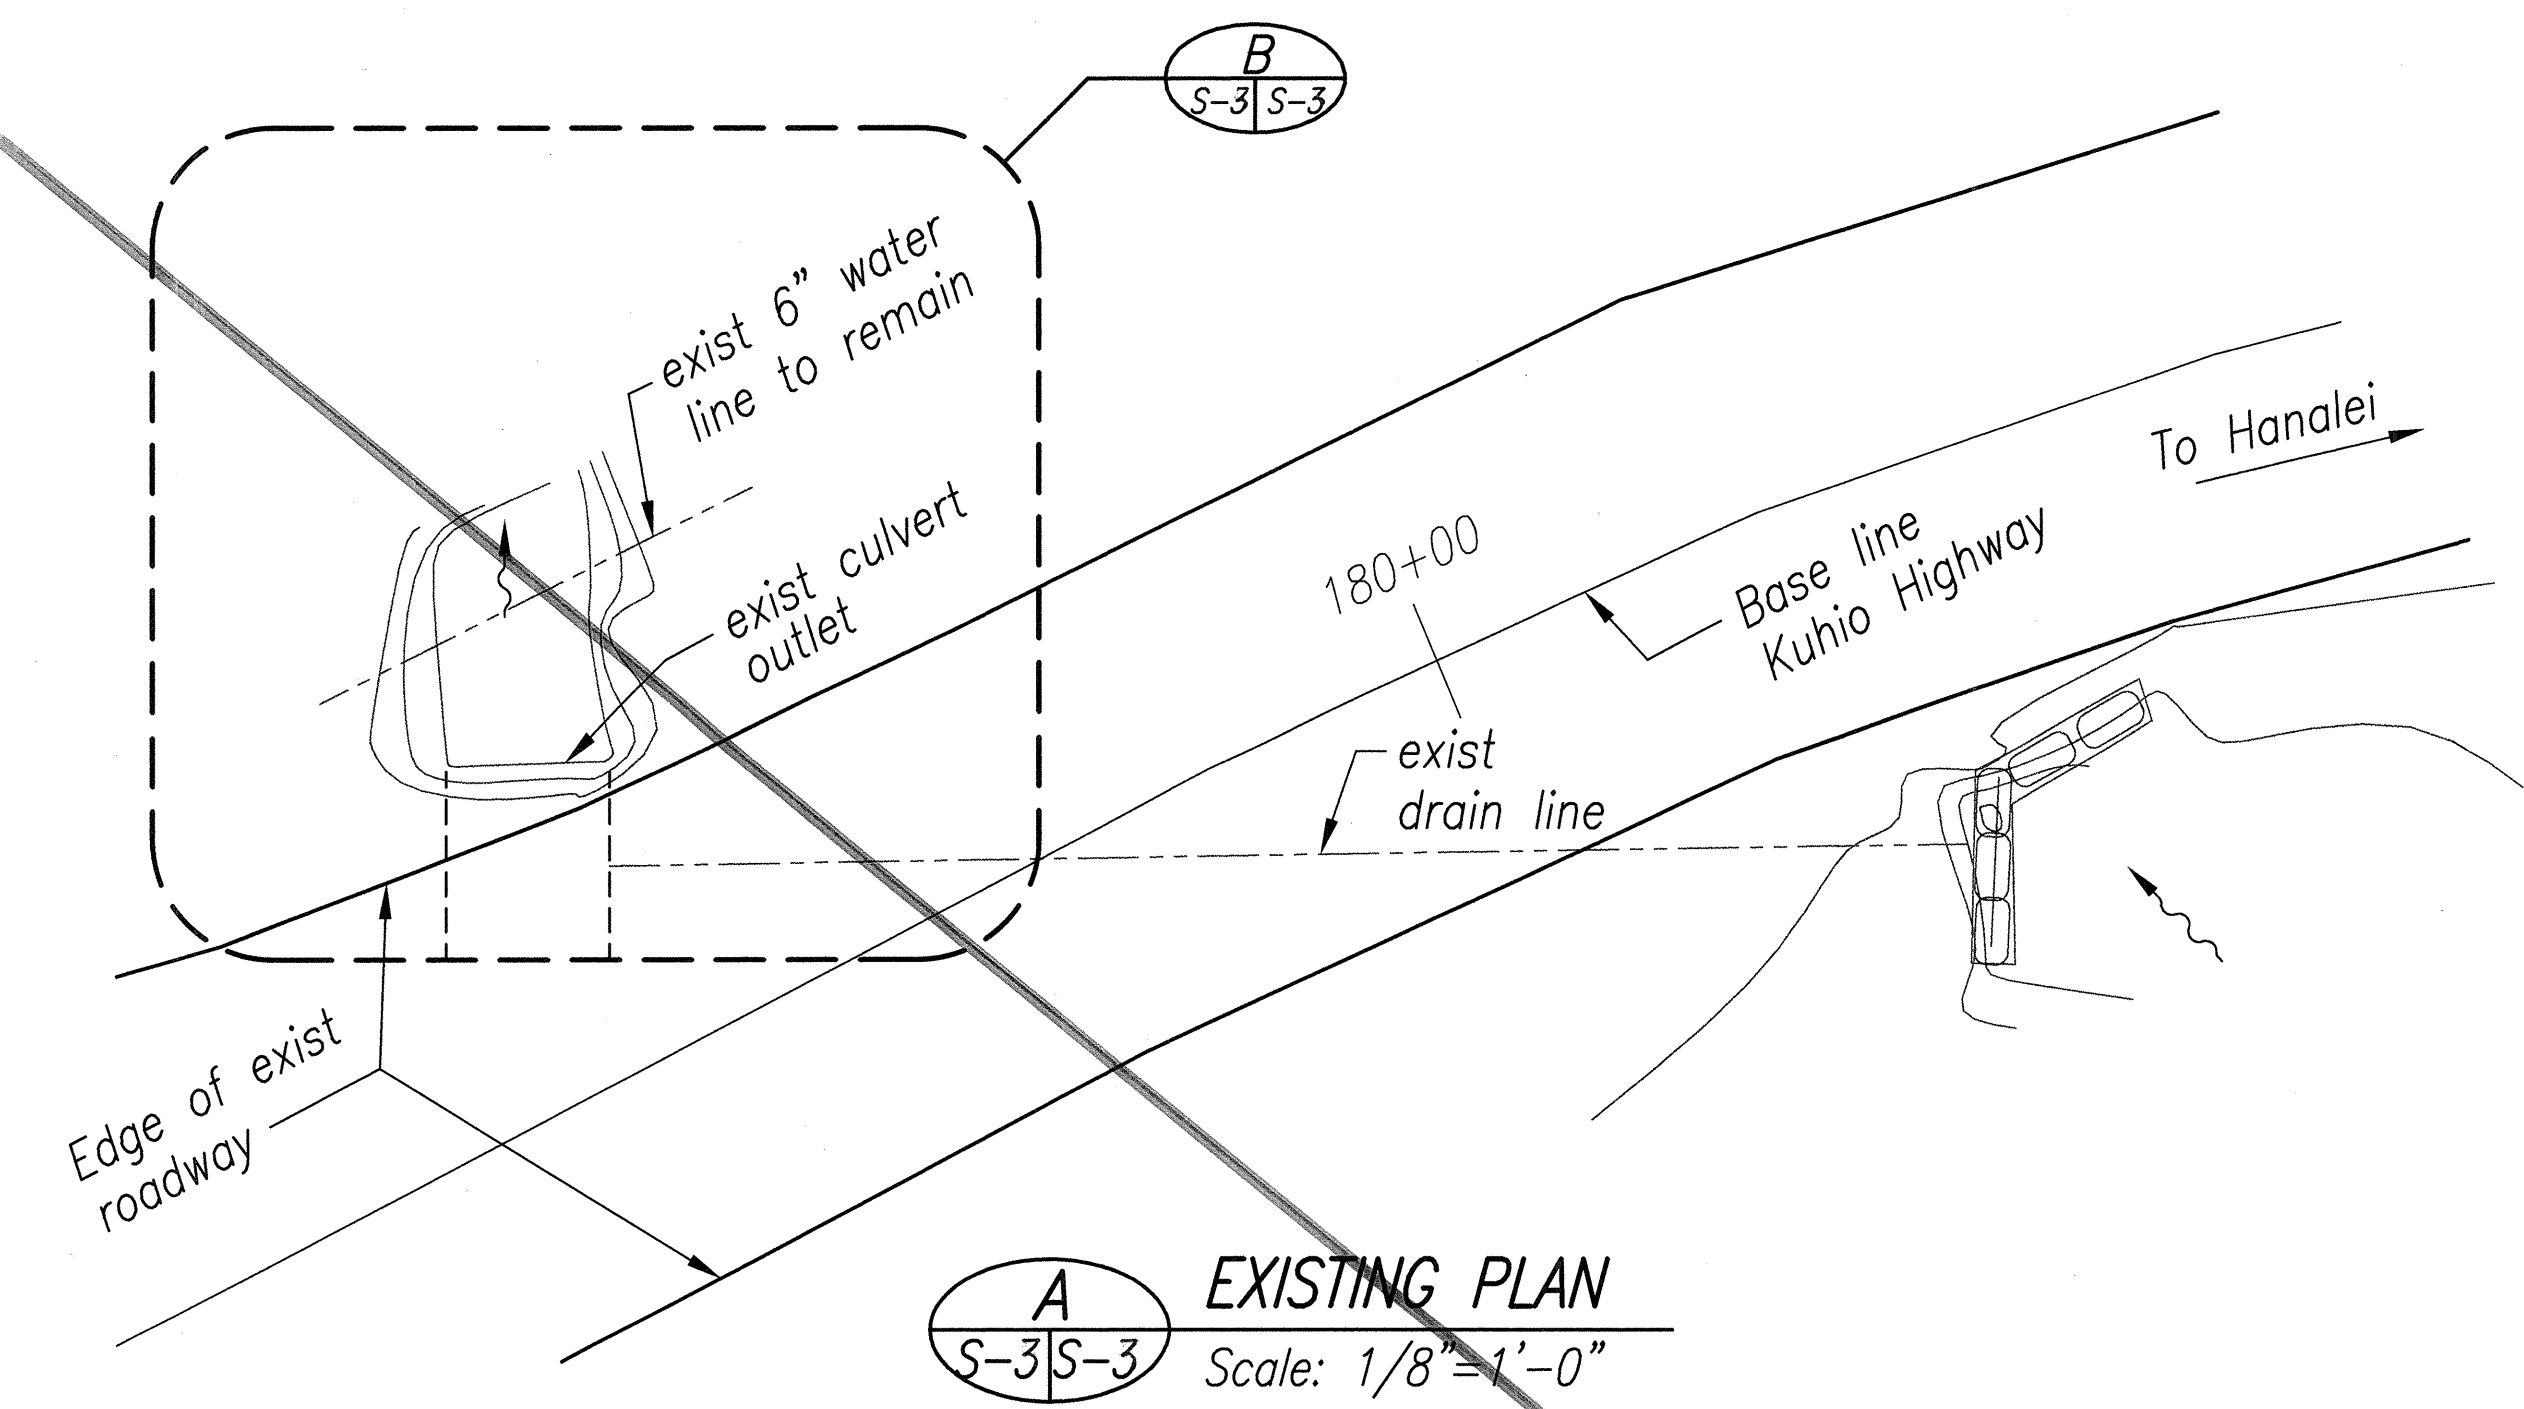 B
S-3 S-3
exist 6" water
line to remain
exist culvert
outlet
To Hanalei
180+00
Base line
Kuhio Highway
exist
drain line
Edge of exist
roadway
A
S-3 S-3
EXISTING PLAN
Scale: 1/8"=1'-0"